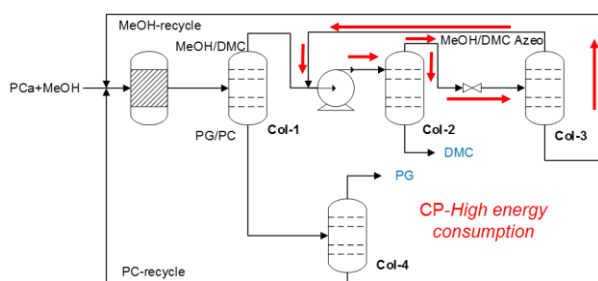 MeOH-recycle
MeOH/DMC
MeOH/DMC Azeo
PCa+MeOH
PG/PC
Col-1
Col-2
Col-3
DMC
PG
CP-High energy
consumption
PC-recycle
Col-4